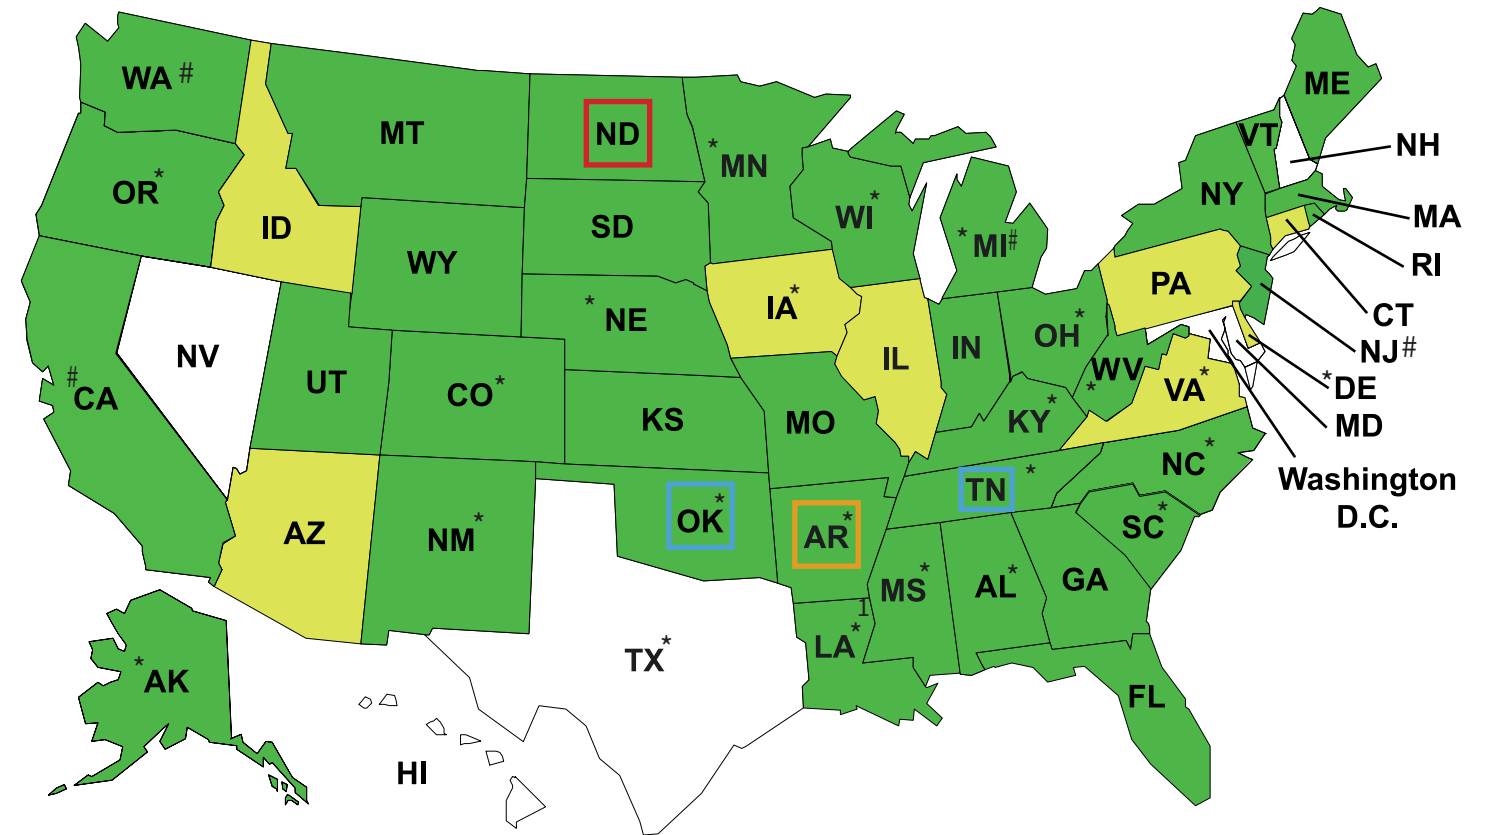 WA #
MT
ND
* MN
ME
VT
NH
OR *
ID
SD
WI *
NY
MA
WY
* MI #
RI
* NE
IA *
PA
CT
NV
IL
IN
OH *
NJ #
# CA
UT
CO *
KS
MO
KY *
WV *
VA *
* DE
MD
Washington
D.C.
AZ
NM *
OK *
AR *
TN *
NC *
SC *
MS *
AL *
GA
TX *
1
LA *
* AK
HI
FL